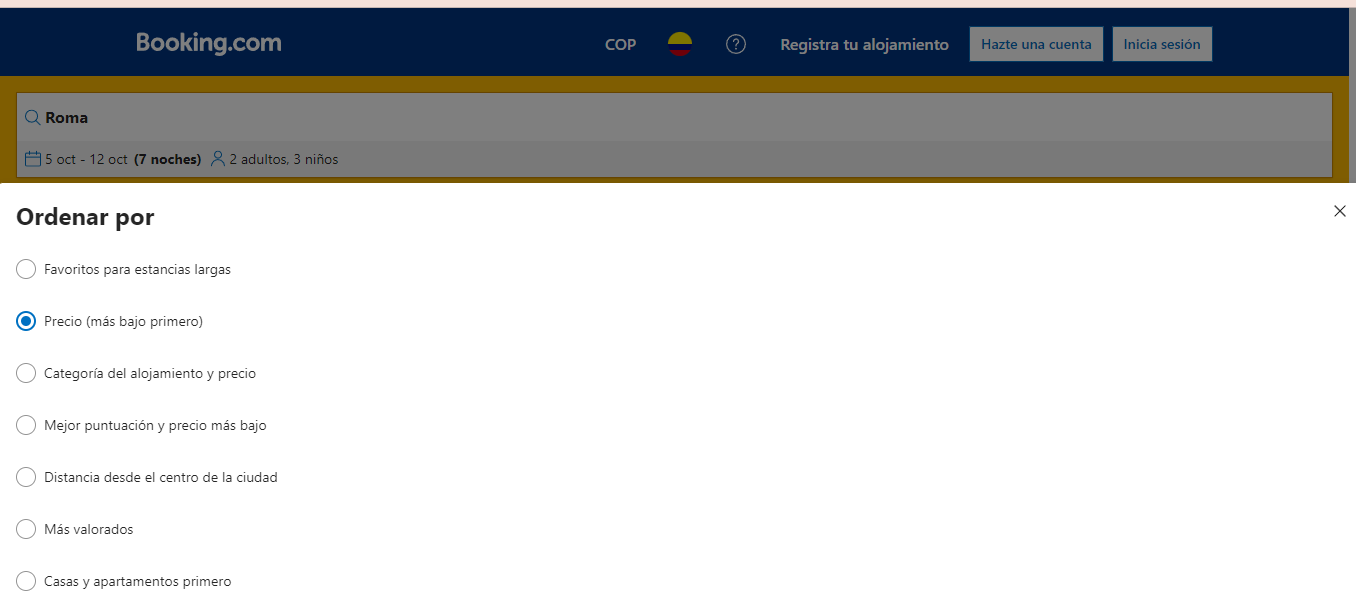 Booking.com
COP
Registra tu alojamiento
Hazte una cuenta
Inicia sesión
Roma
5 oct - 12 oct (7 noches) 2 adultos, 3 niños
Ordenar por
Favoritos para estancias largas
Precio (más bajo primero)
Categoría del alojamiento y precio
Mejor puntuación y precio más bajo
Distancia desde el centro de la ciudad
Más valorados
Casas y apartamentos primero